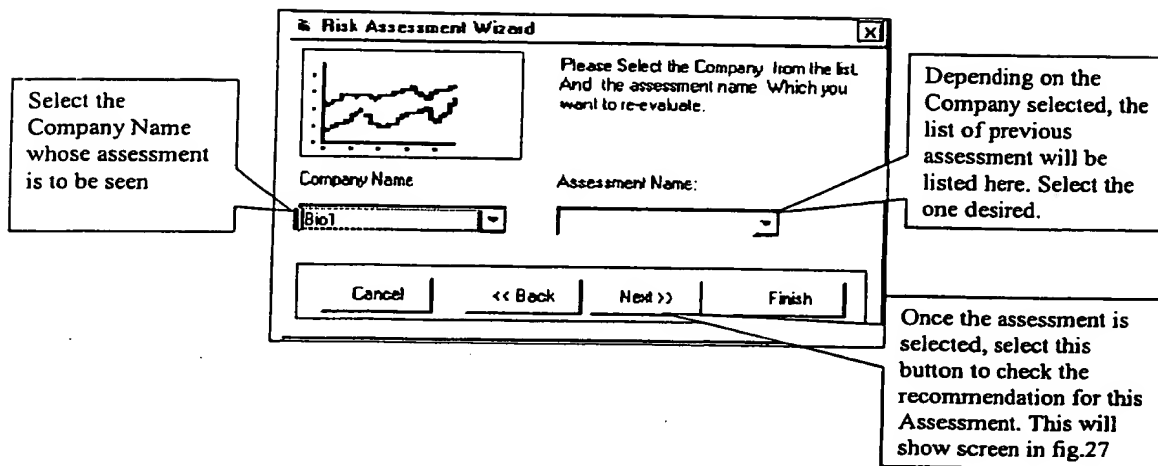 Risk Assessment Wizard
Please Select the Company from the list.
And the assessment name Which you
want to re-evaluate.
Select the
Company Name
whose assessment
is to be seen
Depending on the
Company selected, the
list of previous
assessment will be
listed here. Select the
one desired.
Company Name
Assessment Name:
Bio1
Cancel
<< Back
Next >>
Finish
Once the assessment is
selected, select this
button to check the
recommendation for this
Assessment. This will
show screen in fig.27